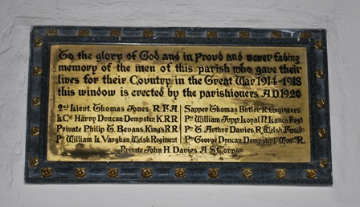 To the glory of God and in Proud and never fading
memory of the men of this parish who gave their
lives for their Country in the Great War 1914-1918
this window is erected by the parishioners. A.D 1920
2nd Lieut Thomas Jones R F A
Sapper Thomas Butler R. Engineers
L. Cpl Harry Duncan Dempster K.R.R
Pte William Tipp Loyal N. Lancs Regt
Private Philip T. Bevans, Kings R R
Pte T. Arthur Davies R. Welsh Fusil
Pte William L. Vaughan, Welsh Regiment
Pte George Duncan Dempster R.
Private John H. Davies A.S. Corps